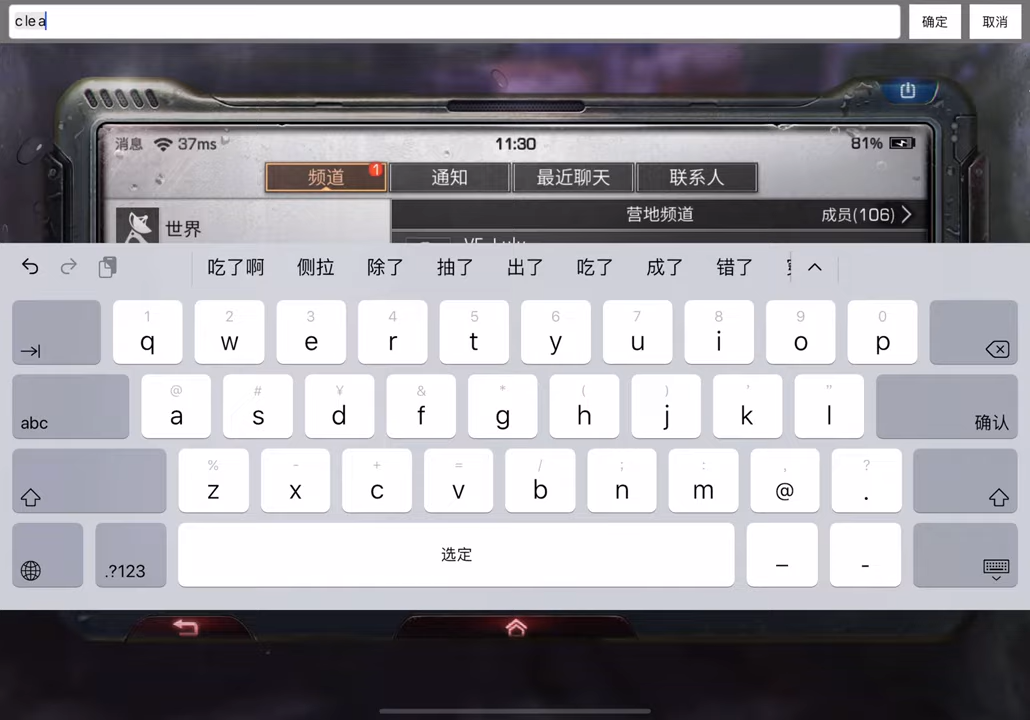 clea
确定
取消
消息 37ms
11:30
81%
频道 1
通知
最近聊天
联系人
世界
营地频道
成员(106)
吃了啊 侧拉 除了 抽了 出了 吃了 成了 错了
1 2 3 4 5 6 7 8 9 0
q w e r t y u i o p
@ # ¥ & * ( ) ' "
abc a s d f g h j k l 确认
% - + = / ; : , ?
z x c v b n m @ .
.?123 选定 _ -